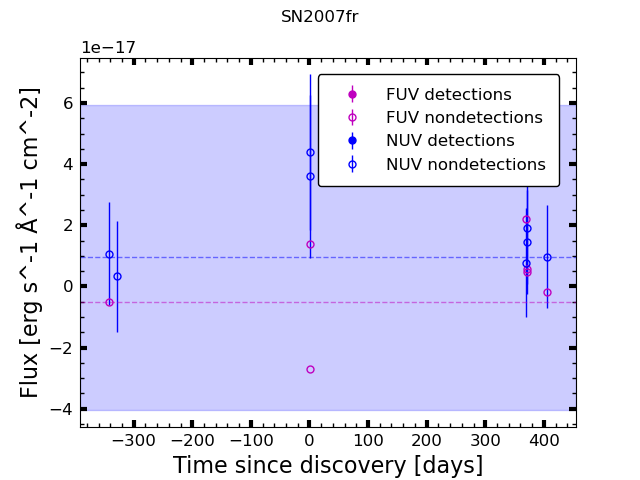 SN2007fr
1e−17
FUV detections
FUV nondetections
NUV detections
NUV nondetections
6
4
2
0
−2
−4
Flux [erg s^-1 Å^-1 cm^-2]
−300 −200 −100 0 100 200 300 400
Time since discovery [days]